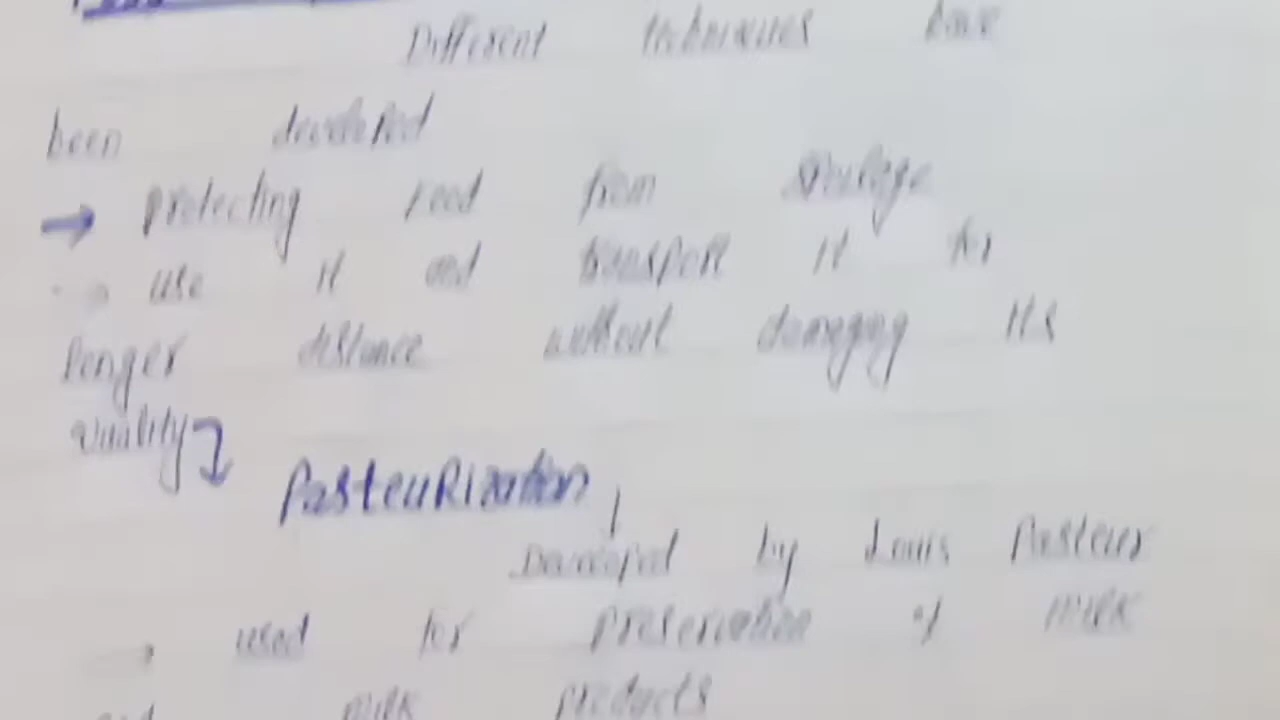 Different techniques have
been developed
→ Protecting food from spoilage
→ use it and transport it for
longer distance without damaging its
quality
Pasteurization
Developed by Louis Pasteur
→ used for preservation of milk
and milk products